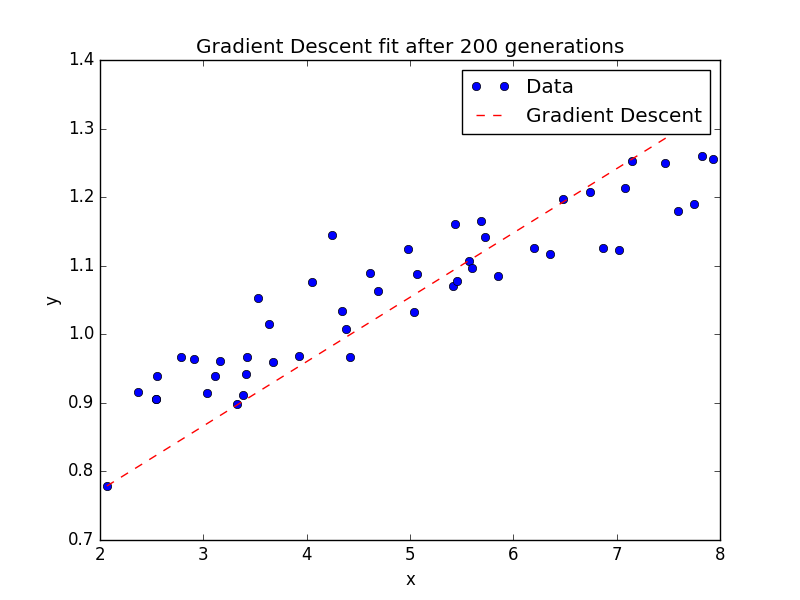 Gradient Descent fit after 200 generations
1.4
1.3
1.2
1.1
1.0
0.9
0.8
0.7
y
Data
Gradient Descent
2 3 4 5 6 7 8
x